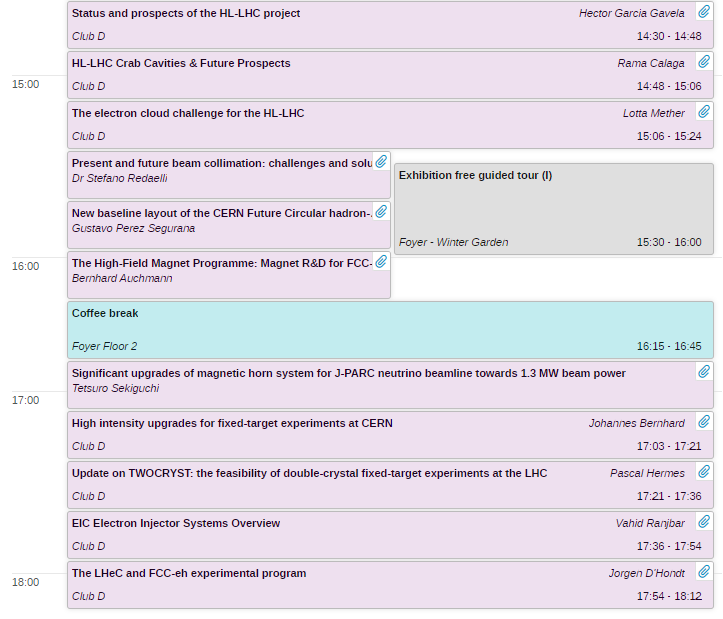 Status and prospects of the HL-LHC project Hector Garcia Gavela
Club D 14:30 - 14:48
HL-LHC Crab Cavities & Future Prospects Rama Calaga
15:00
Club D 14:48 - 15:06
The electron cloud challenge for the HL-LHC Lotta Mether
Club D 15:06 - 15:24
Present and future beam collimation: challenges and solu
Dr Stefano Redaelli
Exhibition free guided tour (I)
Foyer - Winter Garden 15:30 - 16:00
New baseline layout of the CERN Future Circular hadron-.
Gustavo Perez Segurana
16:00
The High-Field Magnet Programme: Magnet R&D for FCC-
Bernhard Auchmann
Coffee break
Foyer Floor 2 16:15 - 16:45
Significant upgrades of magnetic horn system for J-PARC neutrino beamline towards 1.3 MW beam power
Tetsuro Sekiguchi
17:00
High intensity upgrades for fixed-target experiments at CERN Johannes Bernhard
Club D 17:03 - 17:21
Update on TWOCRYST: the feasibility of double-crystal fixed-target experiments at the LHC Pascal Hermes
Club D 17:21 - 17:36
EIC Electron Injector Systems Overview Vahid Ranjbar
Club D 17:36 - 17:54
The LHeC and FCC-eh experimental program Jorgen D'Hondt
18:00
Club D 17:54 - 18:12